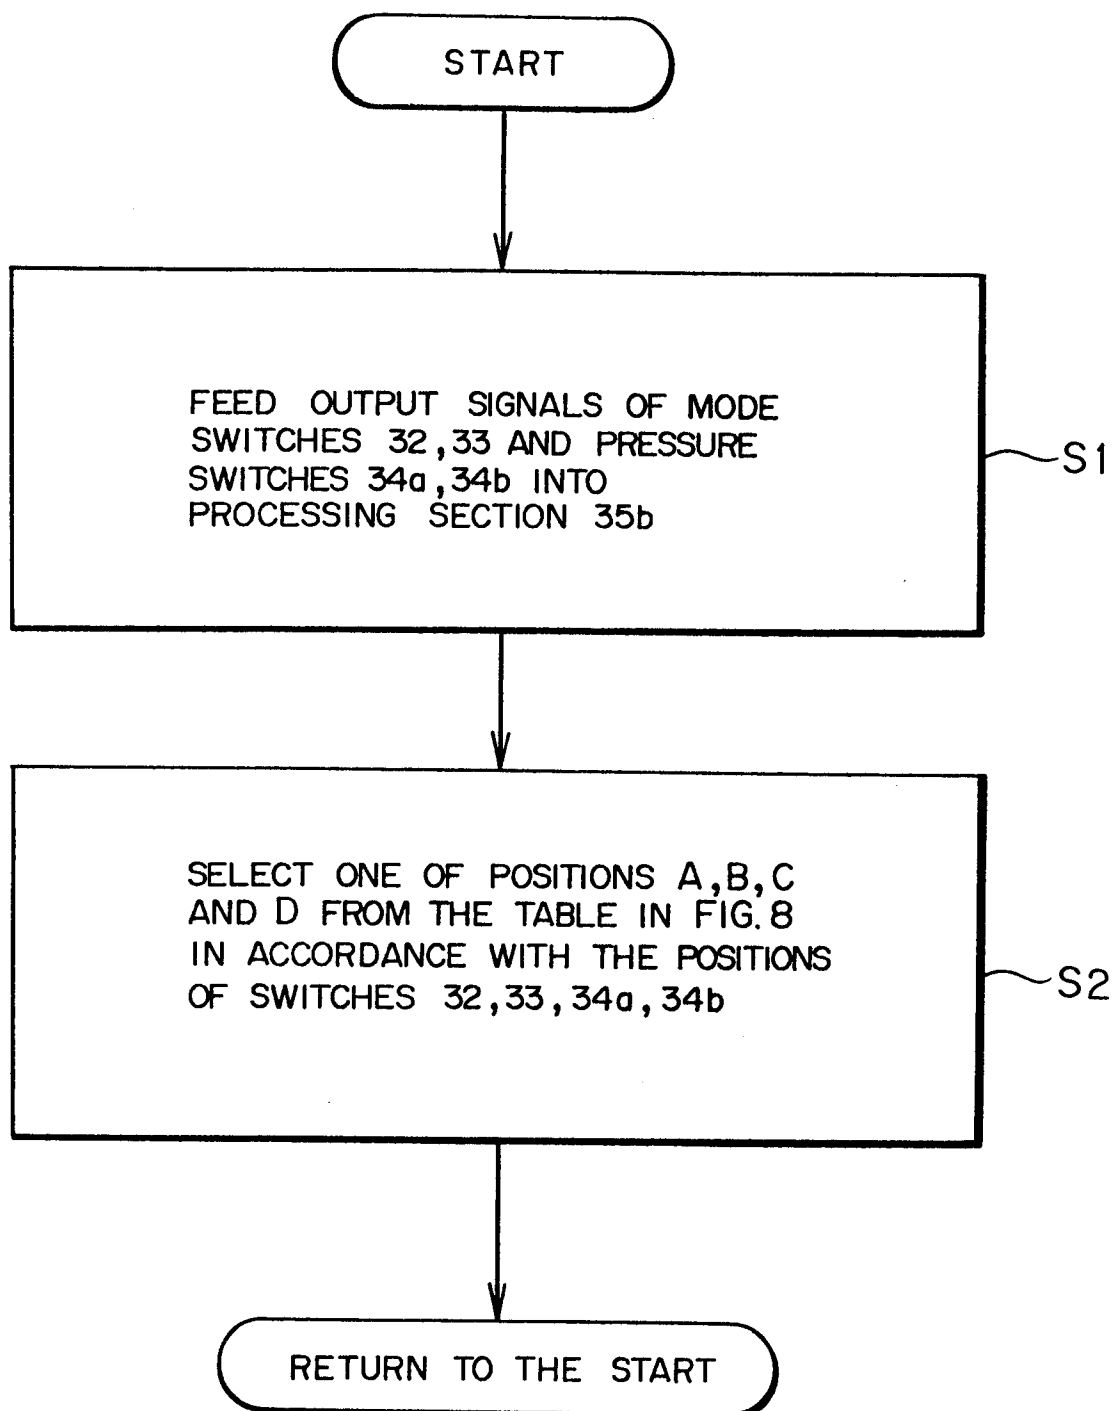 START
FEED OUTPUT SIGNALS OF MODE
SWITCHES 32,33 AND PRESSURE
SWITCHES 34a,34b INTO
PROCESSING SECTION 35b
S1
SELECT ONE OF POSITIONS A,B,C
AND D FROM THE TABLE IN FIG.8
IN ACCORDANCE WITH THE POSITIONS
OF SWITCHES 32,33,34a,34b
S2
RETURN TO THE START